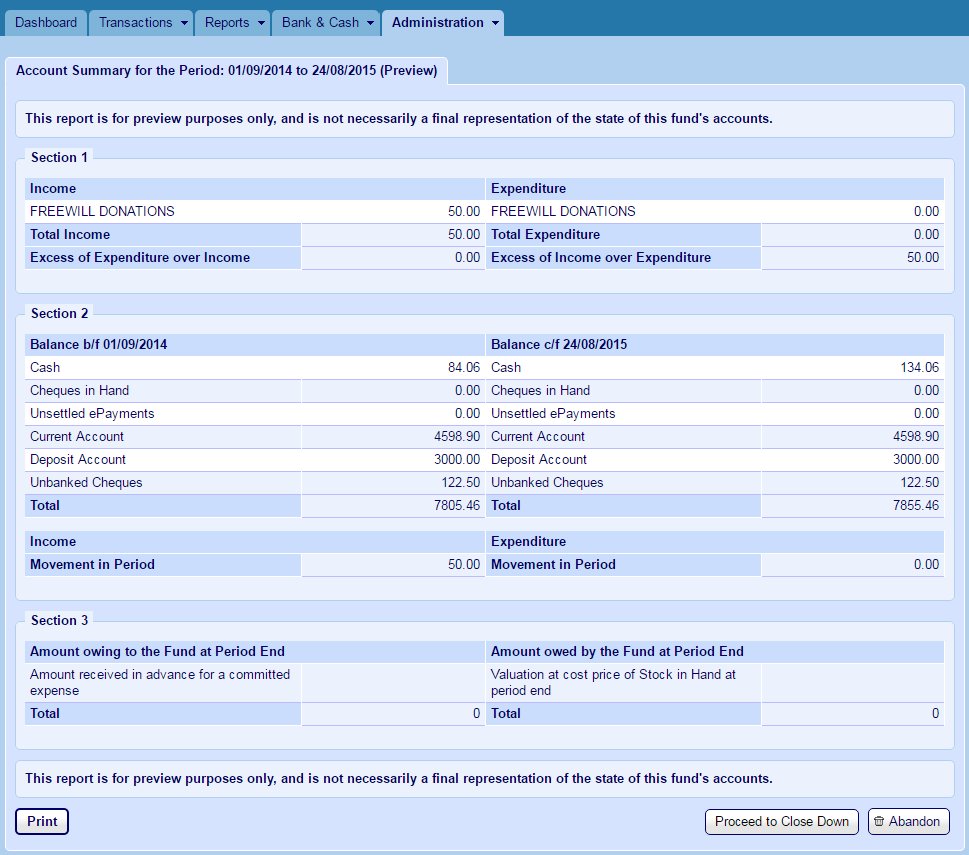 Dashboard Transactions Reports Bank & Cash Administration
Account Summary for the Period: 01/09/2014 to 24/08/2015 (Preview)
This report is for preview purposes only, and is not necessarily a final representation of the state of this fund's accounts.
Section 1
Income Expenditure
FREEWILL DONATIONS 50.00 FREEWILL DONATIONS 0.00
Total Income 50.00 Total Expenditure 0.00
Excess of Expenditure over Income 0.00 Excess of Income over Expenditure 50.00
Section 2
Balance b/f 01/09/2014 Balance c/f 24/08/2015
Cash 84.06 Cash 134.06
Cheques in Hand 0.00 Cheques in Hand 0.00
Unsettled ePayments 0.00 Unsettled ePayments 0.00
Current Account 4598.90 Current Account 4598.90
Deposit Account 3000.00 Deposit Account 3000.00
Unbanked Cheques 122.50 Unbanked Cheques 122.50
Total 7805.46 Total 7855.46
Income Expenditure
Movement in Period 50.00 Movement in Period 0.00
Section 3
Amount owing to the Fund at Period End Amount owed by the Fund at Period End
Amount received in advance for a committed Valuation at cost price of Stock in Hand at
expense period end
Total 0 Total 0
This report is for preview purposes only, and is not necessarily a final representation of the state of this fund's accounts.
Print Proceed to Close Down Abandon